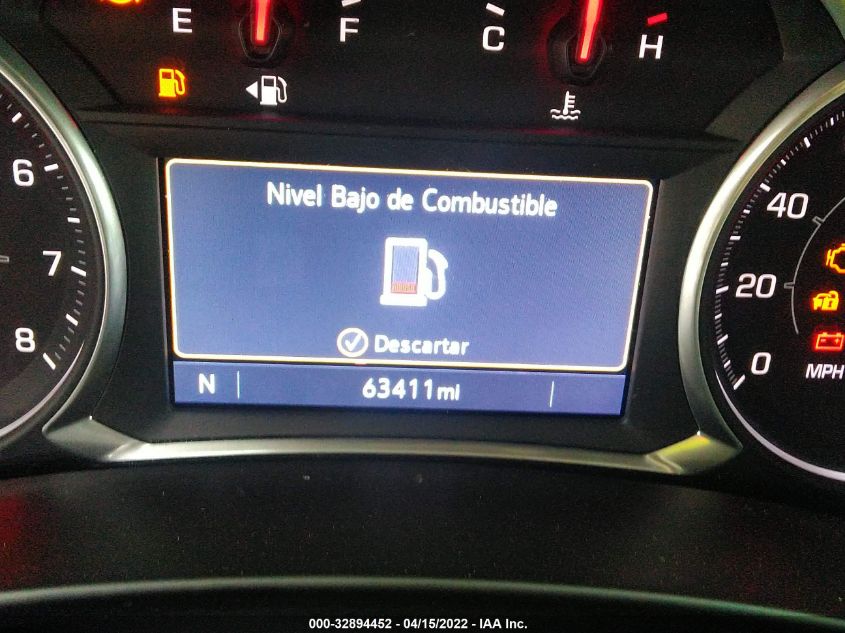 E F C H
Nivel Bajo de Combustible
Descartar
N 63411mi
6
7
8
40
20
0
MPH
000-32894452 - 04/15/2022 - IAA Inc.